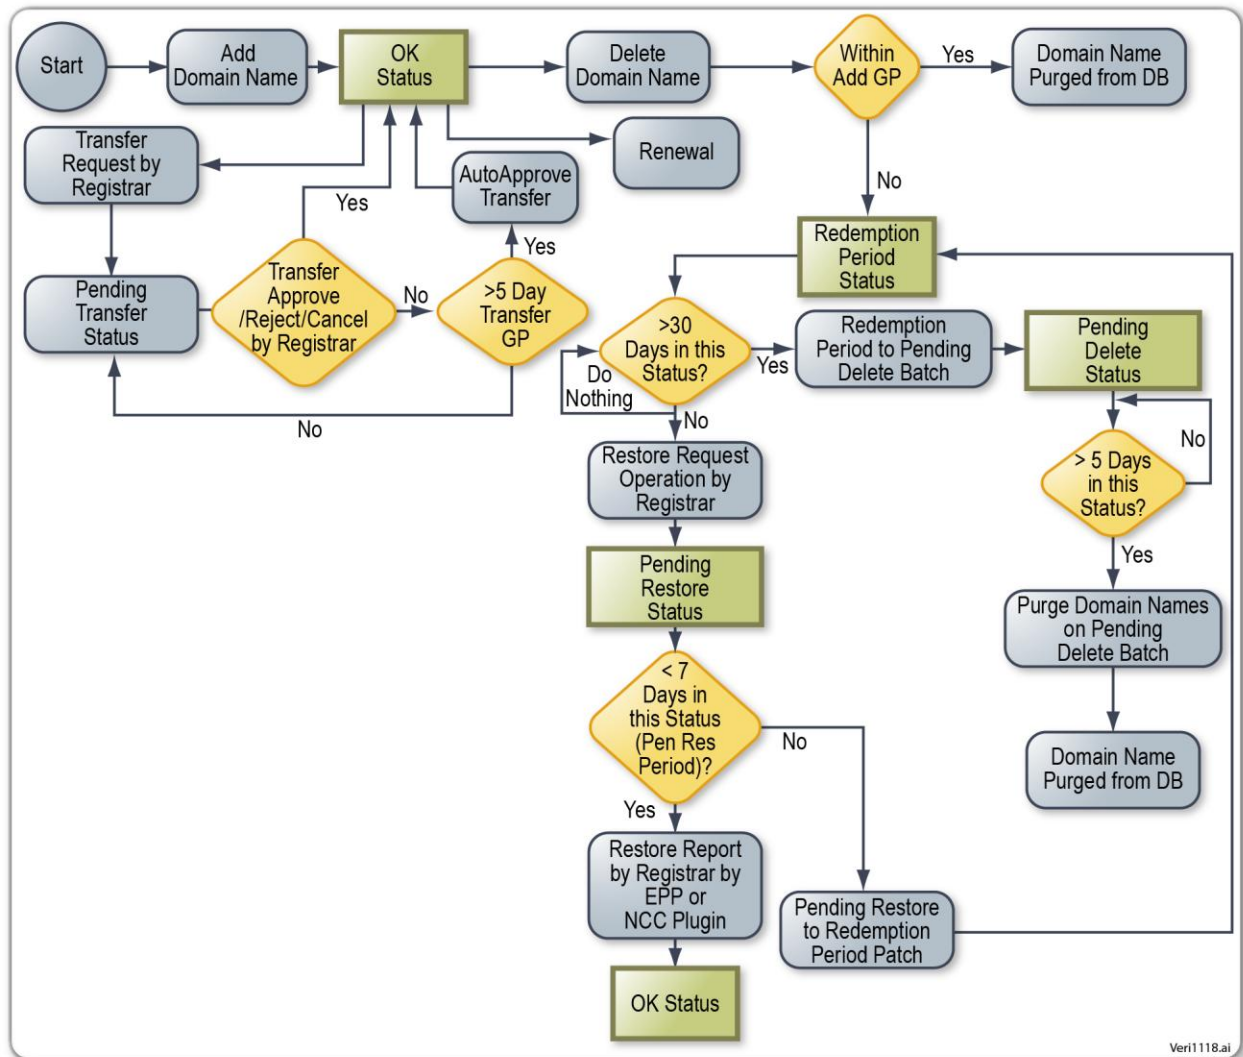 Start
Add
Domain Name
OK
Status
Delete
Domain Name
Within
Add GP
Yes
Domain Name
Purged from DB
Transfer
Request by
Registrar
Renewal
AutoApprove
Transfer
Yes
No
Yes
Redemption
Period
Status
Pending
Transfer
Status
Transfer
Approve
/Reject/Cancel
by Registrar
No
>5 Day
Transfer
GP
No
>30
Days in this
Status?
Yes
Do
Nothing
No
Redemption
Period to Pending
Delete Batch
Pending
Delete
Status
No
> 5 Days
in this
Status?
Yes
Restore Request
Operation by
Registrar
Pending
Restore
Status
Purge Domain Names
on Pending
Delete Batch
< 7
Days in
this Status
(Pen Res
Period)?
No
Yes
Domain Name
Purged from DB
Restore Report
by Registrar by
EPP or
NCC Plugin
Pending Restore
to Redemption
Period Patch
OK Status
Veri1118.ai